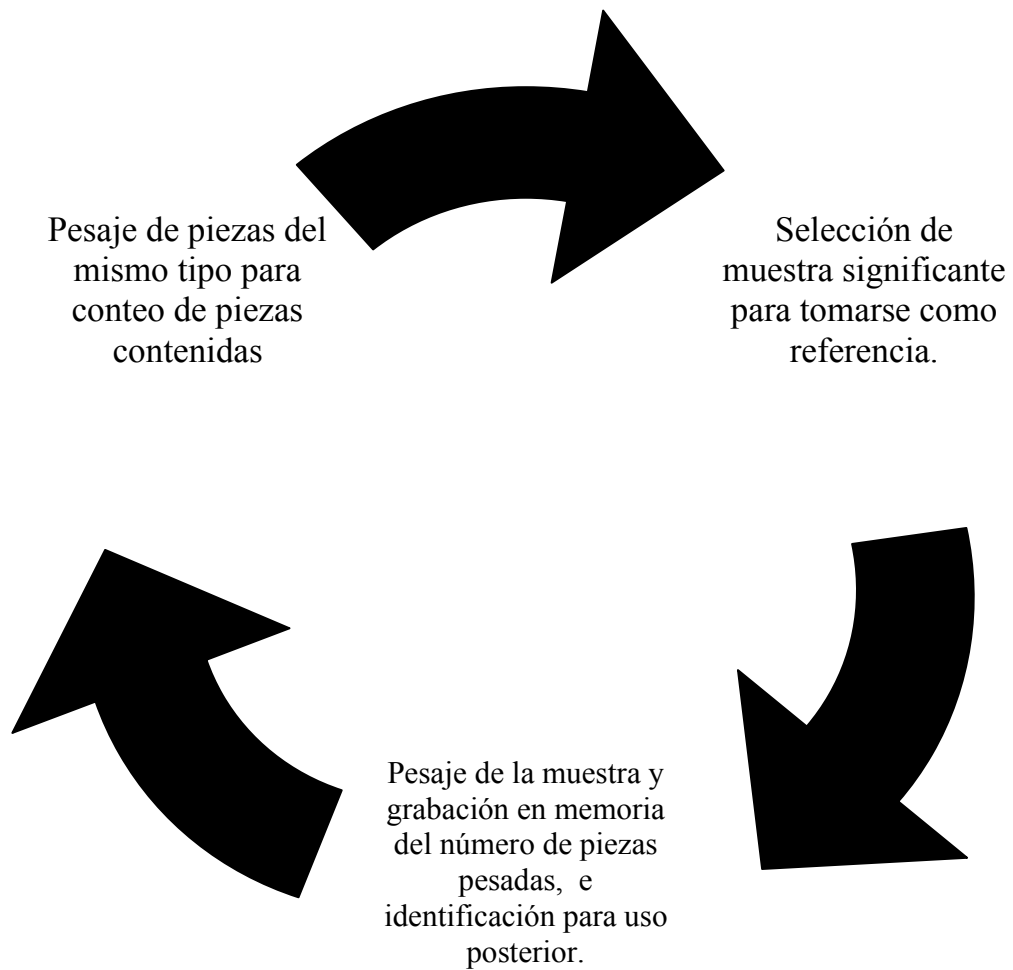 Pesaje de piezas del
mismo tipo para
conteo de piezas
contenidas
Selección de
muestra significante
para tomarse como
referencia.
Pesaje de la muestra y
grabación en memoria
del número de piezas
pesadas,  e
identificación para uso
posterior.